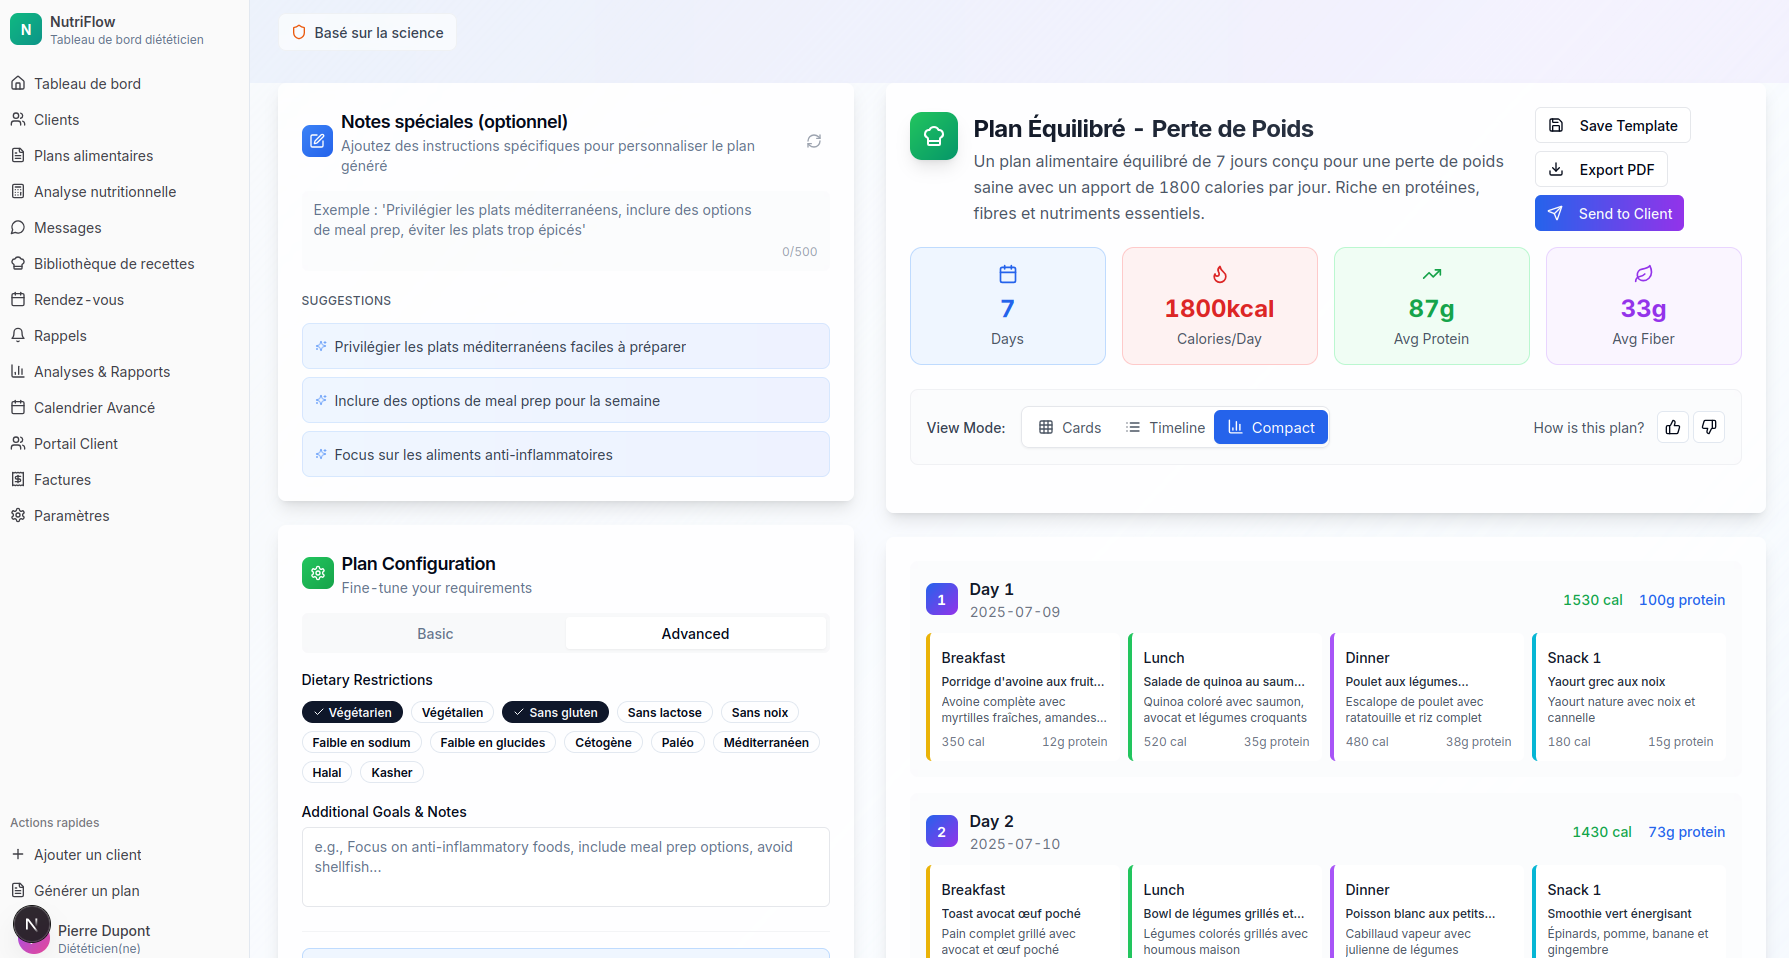 N
NutriFlow
Tableau de bord diététicien
Tableau de bord
Clients
Plans alimentaires
Analyse nutritionnelle
Messages
Bibliothèque de recettes
Rendez-vous
Rappels
Analyses & Rapports
Calendrier Avancé
Portail Client
Factures
Paramètres
Actions rapides
Ajouter un client
Générer un plan
N
Pierre Dupont
Diététicien(ne)
Basé sur la science
Notes spéciales (optionnel)
Ajoutez des instructions spécifiques pour personnaliser le plan
généré
Exemple : 'Privilégier les plats méditerranéens, inclure des options
de meal prep, éviter les plats trop épicés'
0/500
SUGGESTIONS
Privilégier les plats méditerranéens faciles à préparer
Inclure des options de meal prep pour la semaine
Focus sur les aliments anti-inflammatoires
Plan Configuration
Fine-tune your requirements
Basic Advanced
Dietary Restrictions
Végétarien Végétalien Sans gluten Sans lactose Sans noix
Faible en sodium Faible en glucides Cétogène Paléo Méditerranéen
Halal Kasher
Additional Goals & Notes
e.g., Focus on anti-inflammatory foods, include meal prep options, avoid
shellfish...
Plan Équilibré - Perte de Poids
Un plan alimentaire équilibré de 7 jours conçu pour une perte de poids
saine avec un apport de 1800 calories par jour. Riche en protéines,
fibres et nutriments essentiels.
Save Template
Export PDF
Send to Client
7
Days
1800kcal
Calories/Day
87g
Avg Protein
33g
Avg Fiber
View Mode: Cards Timeline Compact
How is this plan?
1
Day 1
2025-07-09
1530 cal 100g protein
Breakfast
Porridge d'avoine aux fruit...
Avoine complète avec
myrtilles fraîches, amandes...
350 cal 12g protein
Lunch
Salade de quinoa au saum...
Quinoa coloré avec saumon,
avocat et légumes croquants
520 cal 35g protein
Dinner
Poulet aux légumes...
Escalope de poulet avec
ratatouille et riz complet
480 cal 38g protein
Snack 1
Yaourt grec aux noix
Yaourt nature avec noix et
cannelle
180 cal 15g protein
2
Day 2
2025-07-10
1430 cal 73g protein
Breakfast
Toast avocat œuf poché
Pain complet grillé avec
avocat et œuf poché
Lunch
Bowl de légumes grillés et...
Légumes colorés grillés avec
houmous maison
Dinner
Poisson blanc aux petits...
Cabillaud vapeur avec
julienne de légumes
Snack 1
Smoothie vert énergisant
Épinards, pomme, banane et
gingembre